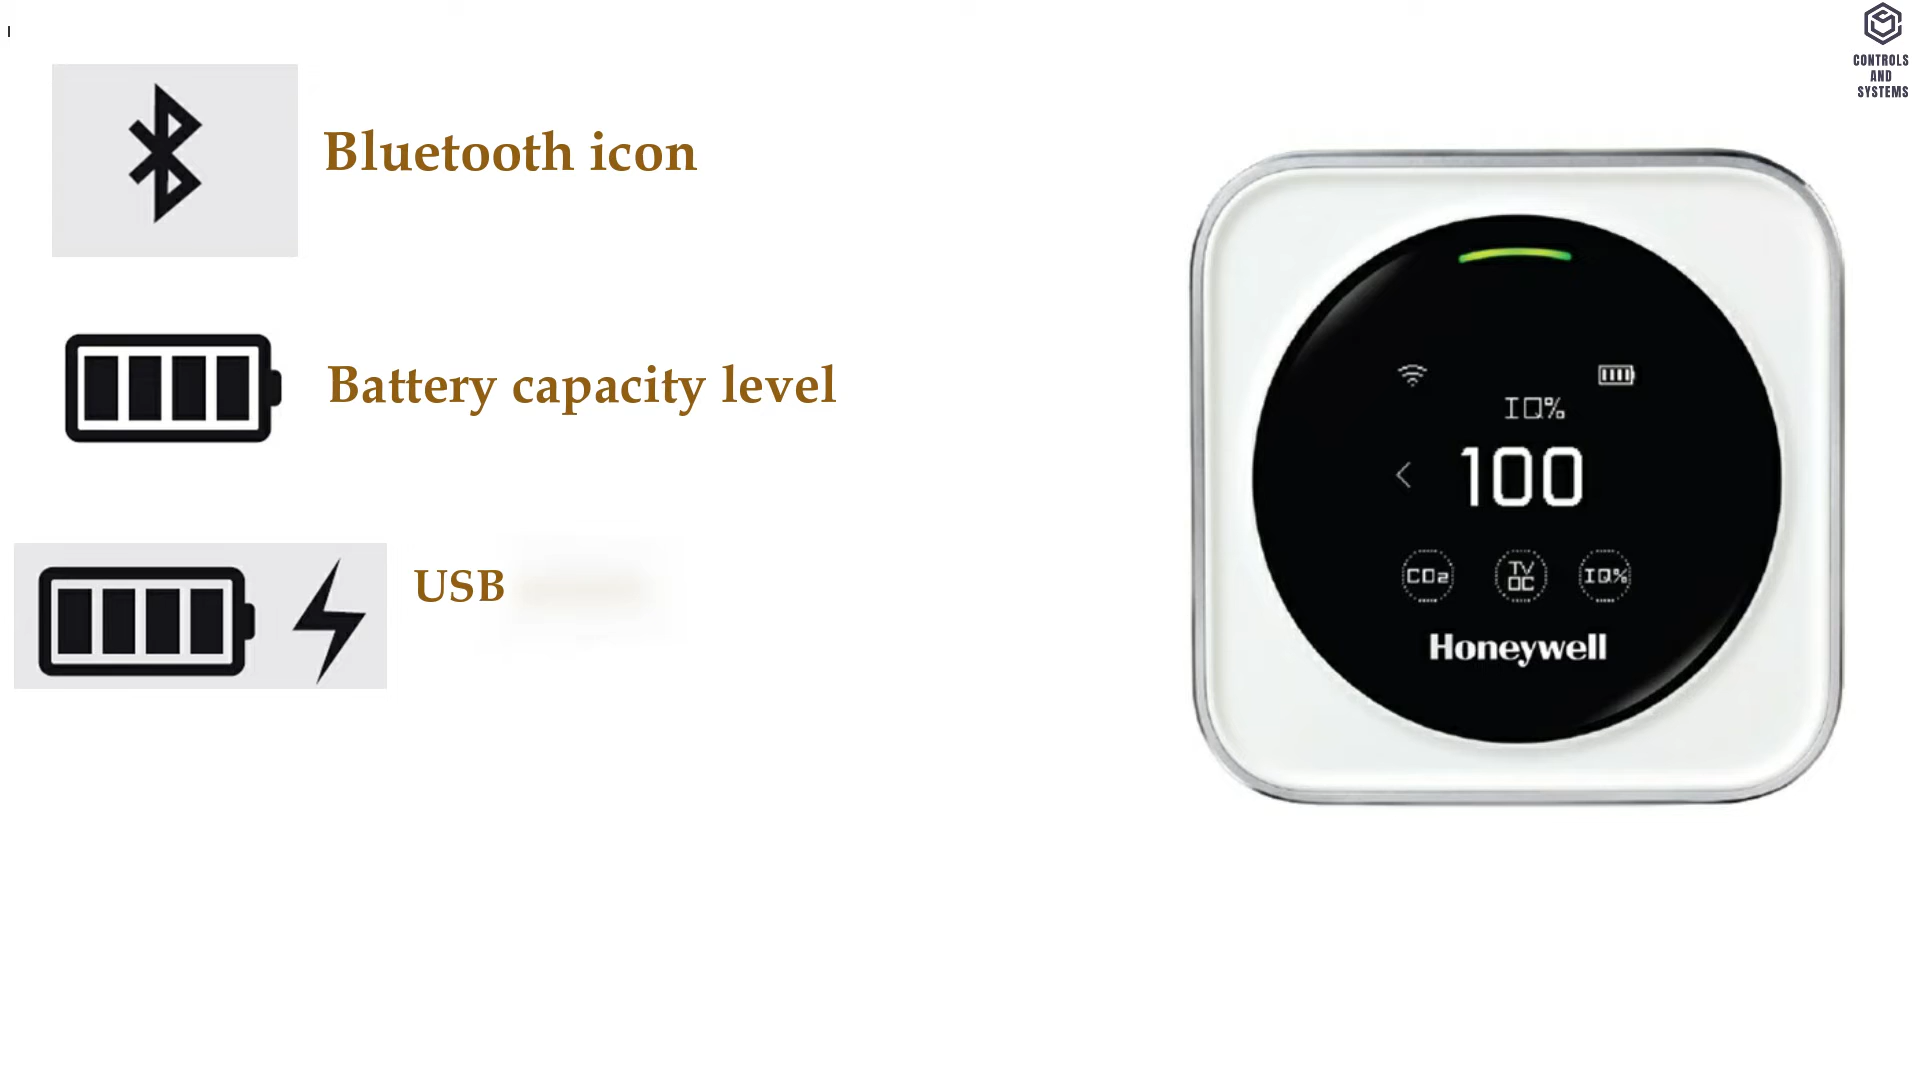 CONTROLS
AND
SYSTEMS
Bluetooth icon
Battery capacity level
USB
IQ%
100
CO2
TV
OC
IQ%
Honeywell